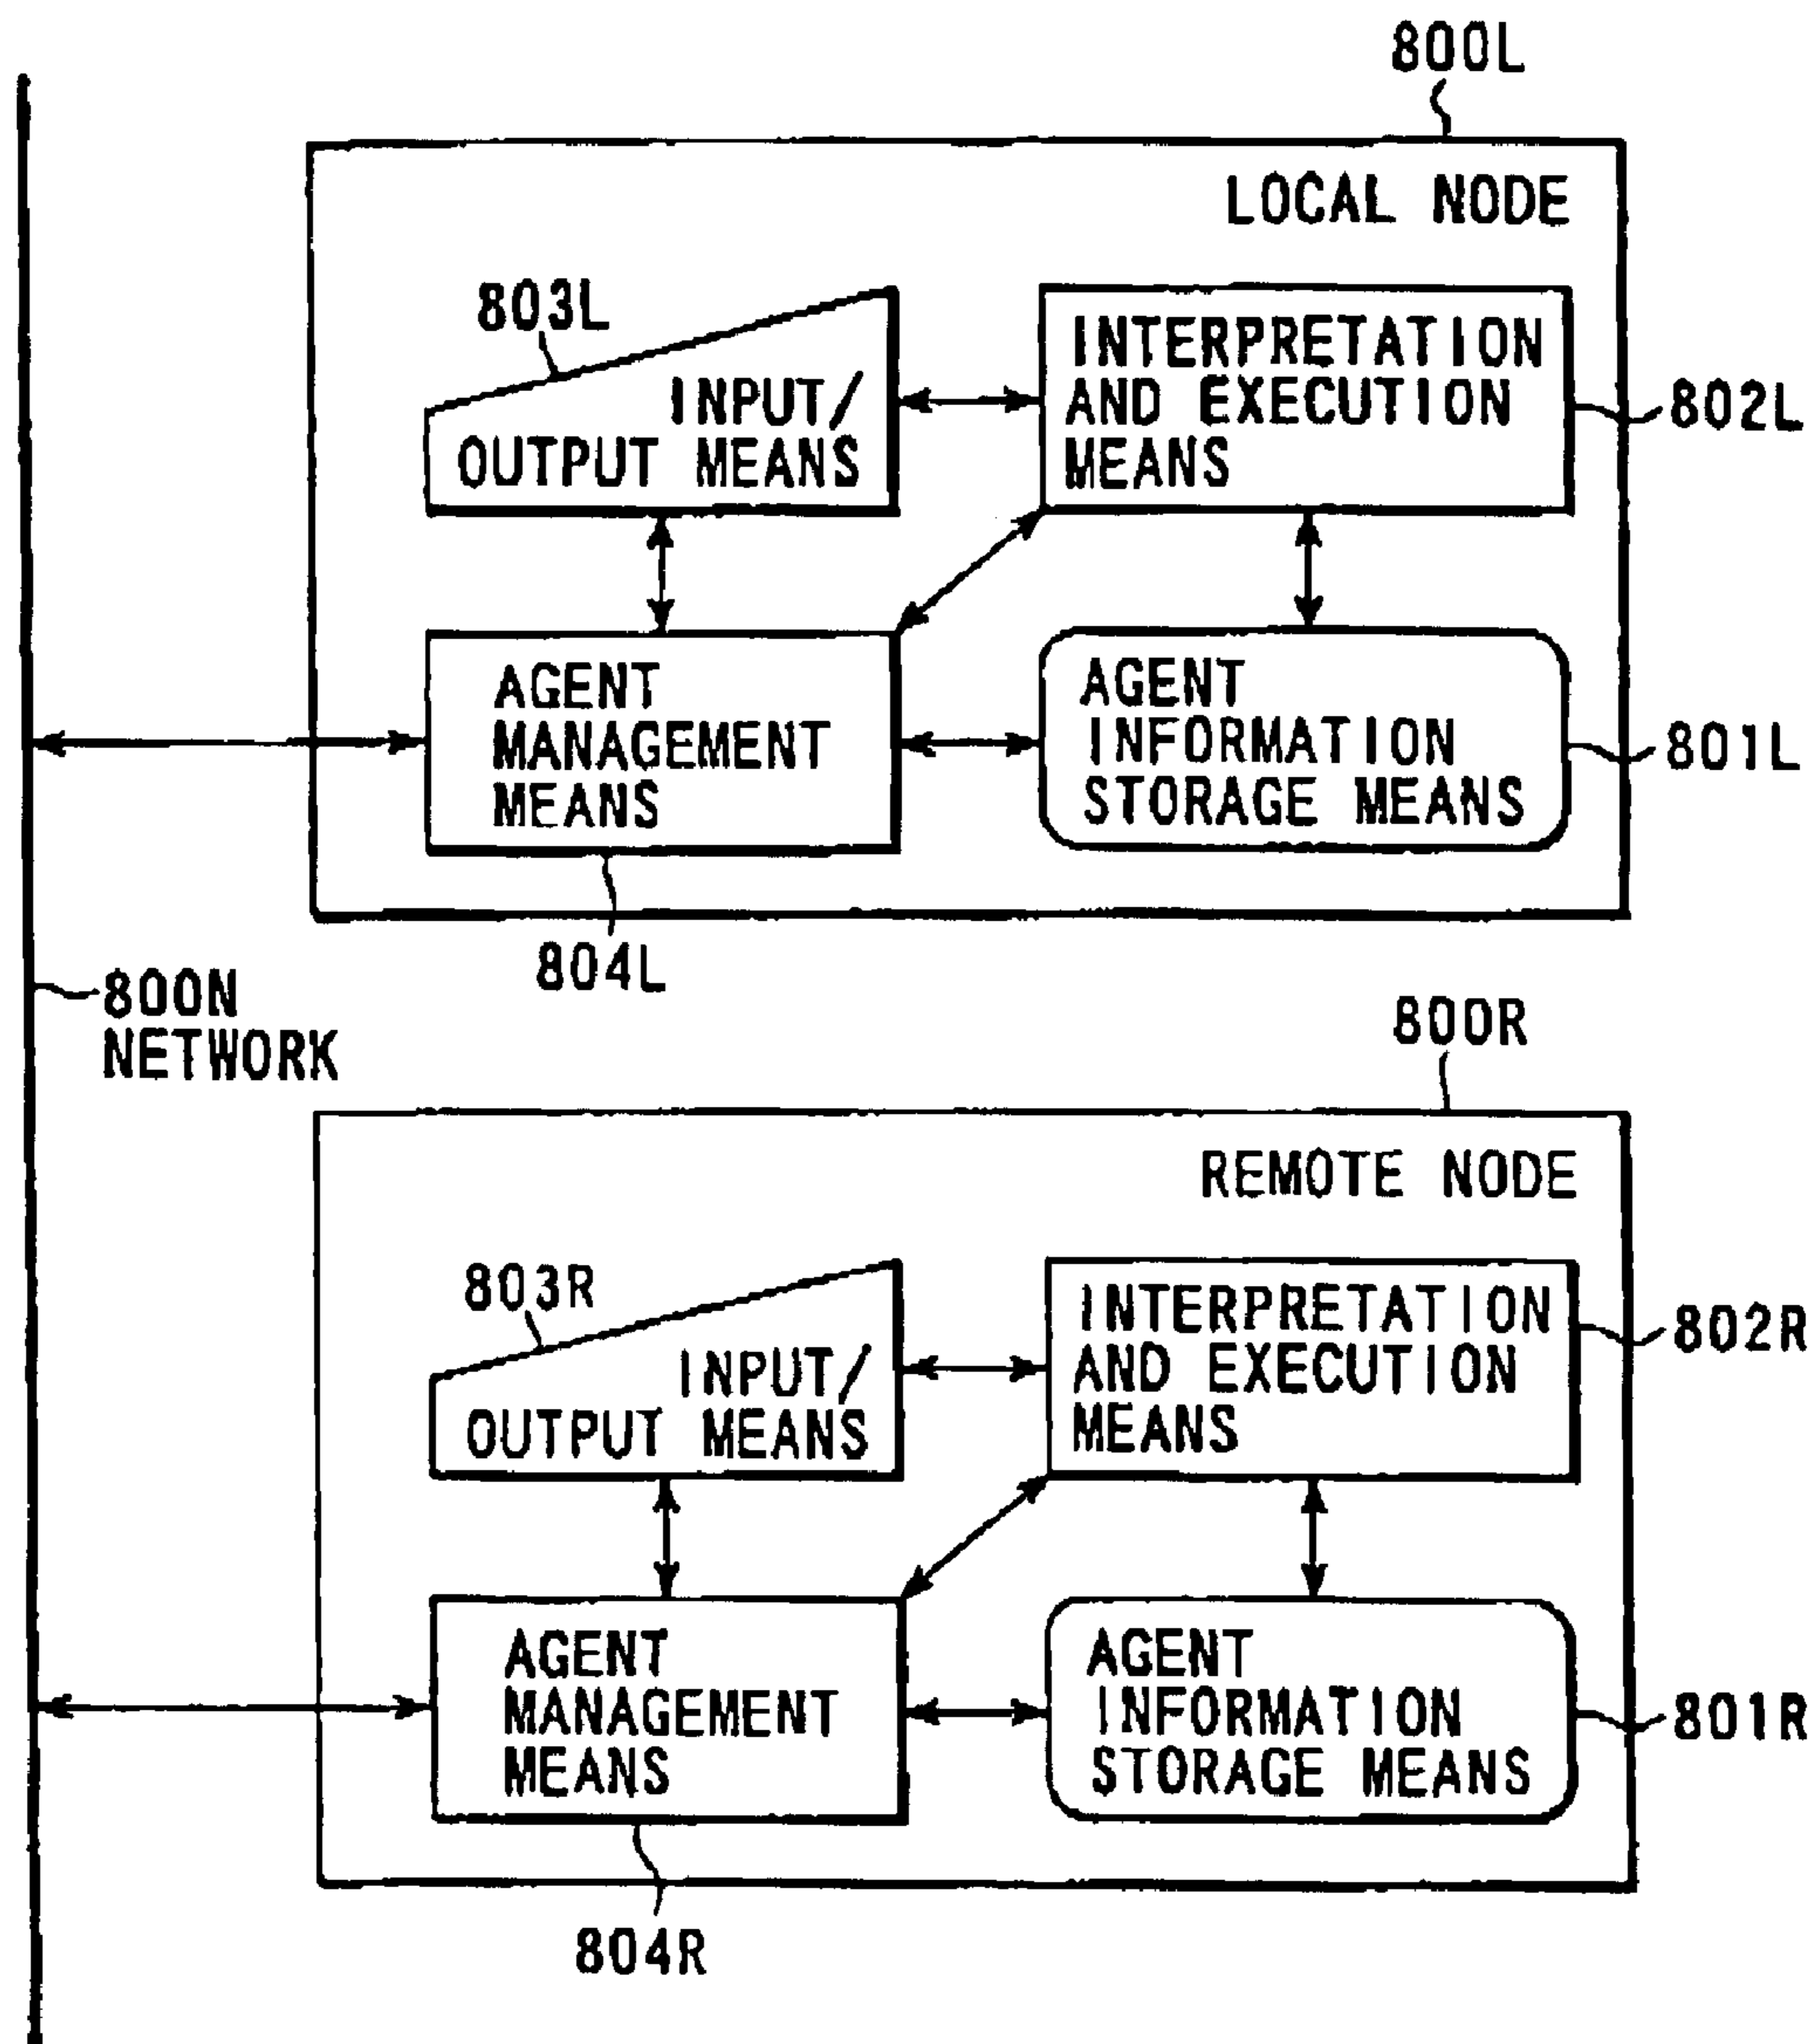 800L
LOCAL NODE
803L
INPUT/
OUTPUT MEANS
INTERPRETATION
AND EXECUTION
MEANS
802L
AGENT
MANAGEMENT
MEANS
AGENT
INFORMATION
STORAGE MEANS
801L
804L
800N
NETWORK
800R
REMOTE NODE
803R
INPUT/
OUTPUT MEANS
INTERPRETATION
AND EXECUTION
MEANS
802R
AGENT
MANAGEMENT
MEANS
AGENT
INFORMATION
STORAGE MEANS
801R
804R